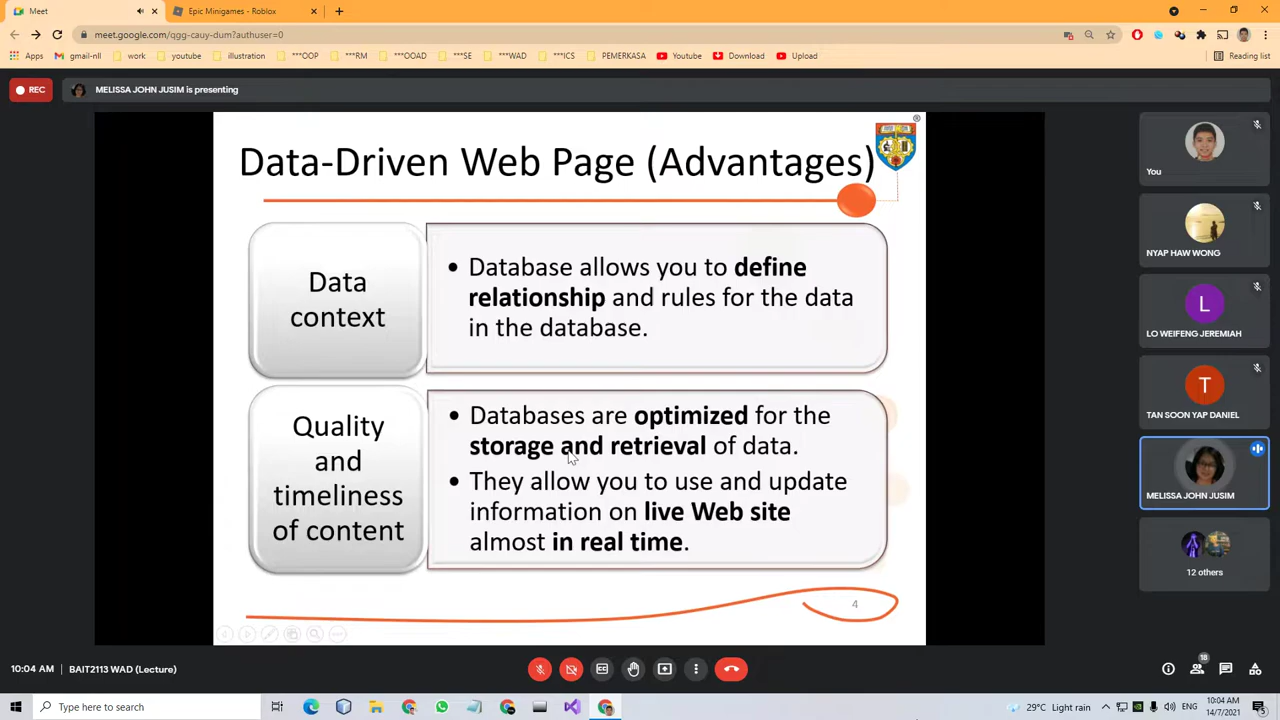 Meet
Epic Minigames - Roblox
meet.google.com/qgg-cauy-dum?authuser=0
Apps
gmail-nll
work
youtube
illustration
***OOP
***RM
***OOAD
***SE
***WAD
***ICS
PEMERKASA
Youtube
Download
Upload
Reading list
REC
MELISSA JOHN JUSIM is presenting
Data-Driven Web Page (Advantages)
®
Data
context
• Database allows you to define
relationship and rules for the data
in the database.
Quality
and
timeliness
of content
• Databases are optimized for the
storage and retrieval of data.
• They allow you to use and update
information on live Web site
almost in real time.
4
You
NYAP HAW WONG
L
LO WEIFENG JEREMIAH
T
TAN SOON YAP DANIEL
MELISSA JOHN JUSIM
12 others
10:04 AM | BAIT2113 WAD (Lecture)
18
Type here to search
29°C Light rain
ENG
10:04 AM
14/7/2021
5